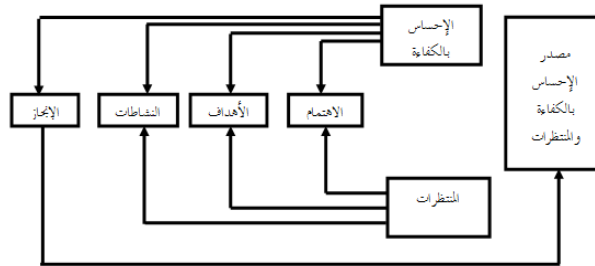 الإحساس
بالكفاءة
مصدر
الإحساس
بالكفاءة
والمنتظرات
الاهتمام
الأهداف
النشاطات
الإنجاز
المنتظرات